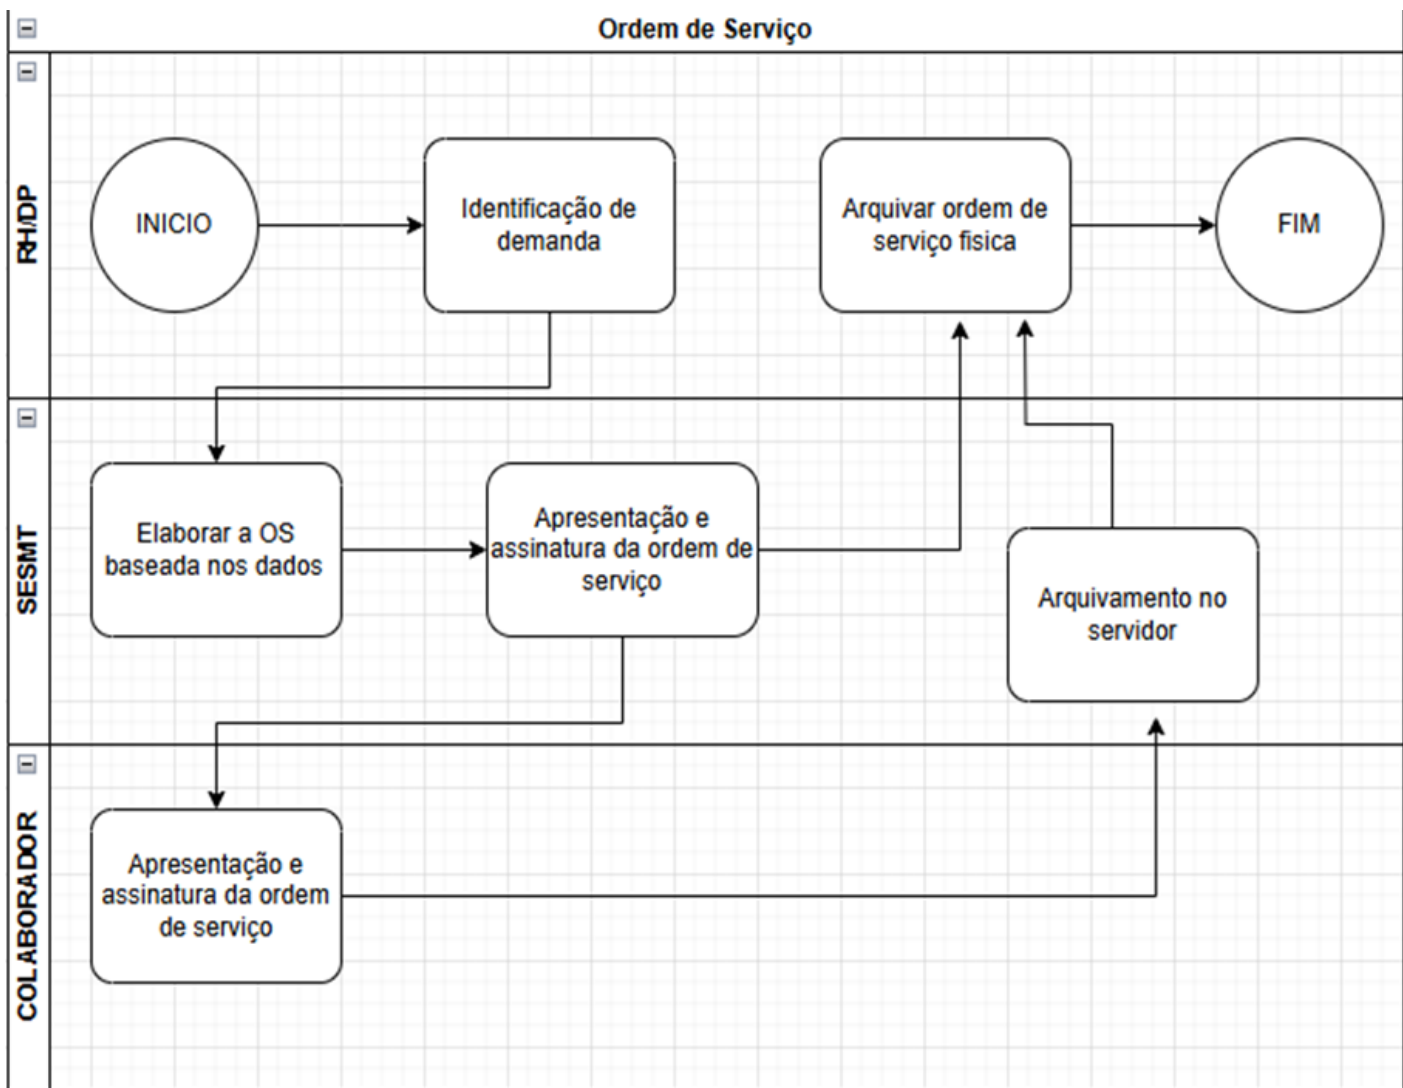 Ordem de Serviço
RH/DP
INICIO
Identificação de
demanda
Arquivar ordem de
serviço fisica
FIM
SESMT
Elaborar a OS
baseada nos dados
Apresentação e
assinatura da ordem de
serviço
Arquivamento no
servidor
COLABORADOR
Apresentação e
assinatura da ordem
de serviço